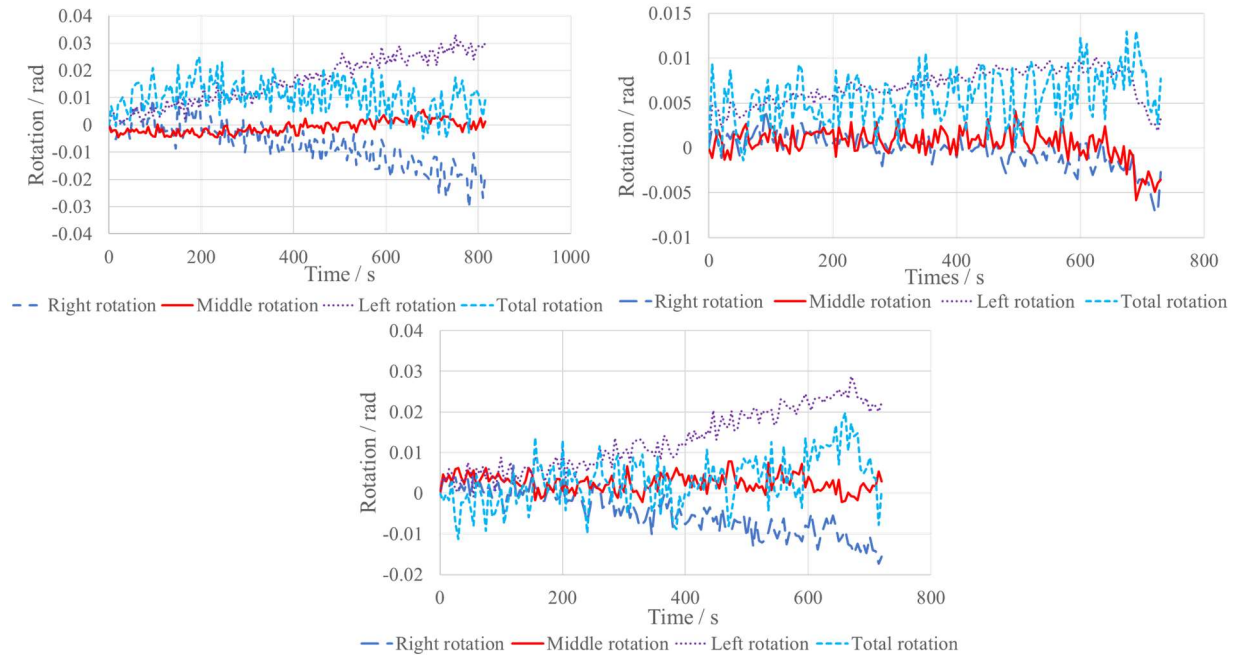 0.04
0.03
0.02
0.01
0
-0.01
-0.02
-0.03
-0.04
Rotation / rad
0 200 400 600 800 1000
Time / s
Right rotation Middle rotation Left rotation Total rotation
0.015
0.01
0.005
0
-0.005
-0.01
Rotation / rad
0 200 400 600 800
Times / s
Right rotation Middle rotation Left rotation Total rotation
0.04
0.03
0.02
0.01
0
-0.01
-0.02
Rotation / rad
0 200 400 600 800
Time / s
Right rotation Middle rotation Left rotation Total rotation